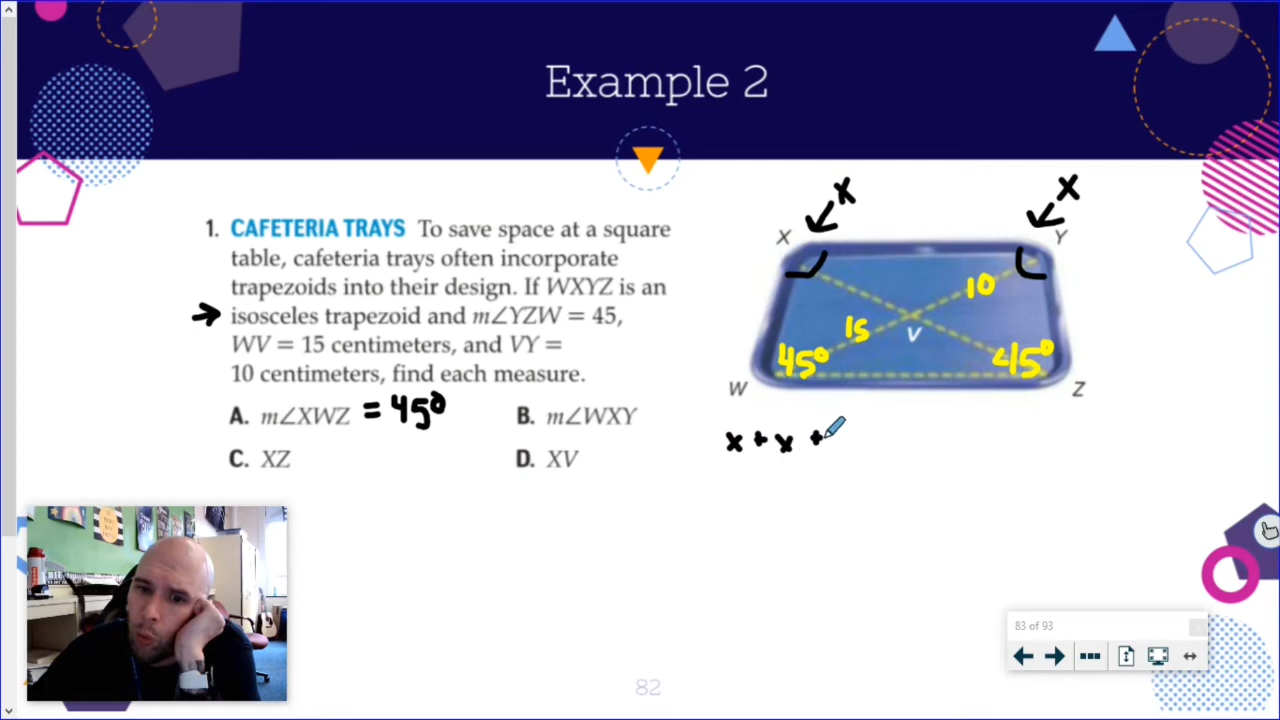 Example 2
1. CAFETERIA TRAYS To save space at a square
table, cafeteria trays often incorporate
trapezoids into their design. If WXYZ is an
isosceles trapezoid and m∠YZW = 45,
WV = 15 centimeters, and VY =
10 centimeters, find each measure.
A. m∠XWZ = 45°
B. m∠WXY
C. XZ
D. XV
x
x
X
Y
10
15
V
45°
45°
W
Z
x + x +
83 of 93
82